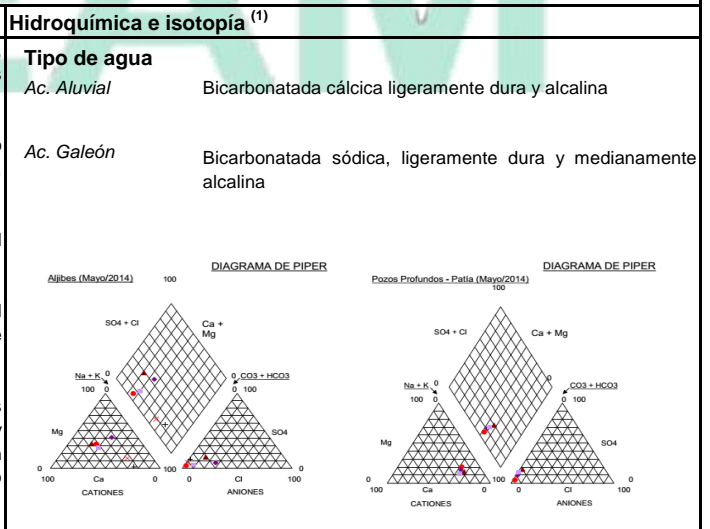 Hidroquímica e isotopía (1)
Tipo de agua
Ac. Aluvial Bicarbonatada cálcica ligeramente dura y alcalina
Ac. Galeón Bicarbonatada sódica, ligeramente dura y medianamente
alcalina
DIAGRAMA DE PIPER
Aljibes (Mayo/2014)
100
SO4 + Cl
Ca +
Mg
0
0
Na + K
CO3 + HCO3
100 0
0 100
Mg
SO4
0
100
0
100
0
100
0
Ca
Cl
CATIONES
ANIONES
DIAGRAMA DE PIPER
Pozos Profundos - Patía (Mayo/2014)
100
SO4 + Cl
Ca + Mg
0
0
Na + K
CO3 + HCO3
100 0
0 100
Mg
SO4
0
100
0
100
0
0
100
Ca
Cl
CATIONES
ANIONES